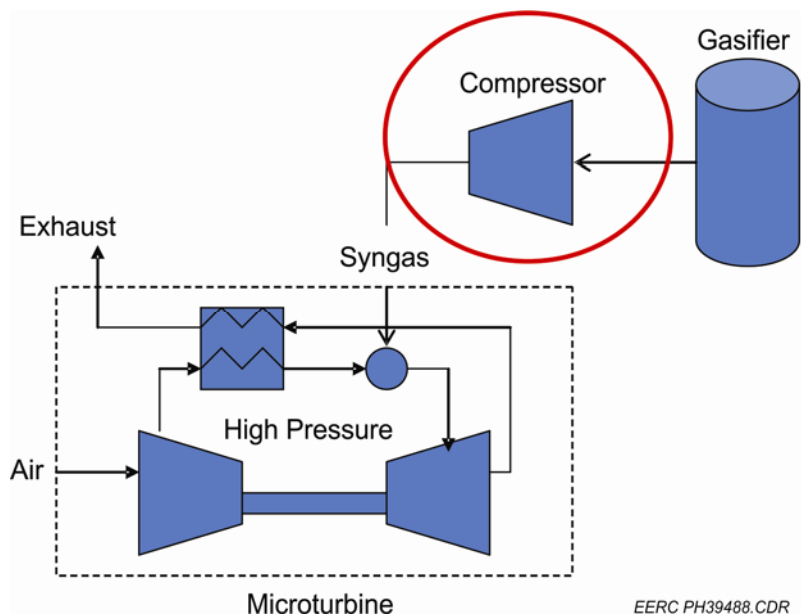 Gasifier
Compressor
Exhaust
Syngas
High Pressure
Air
Microturbine
EERC PH39488.CDR